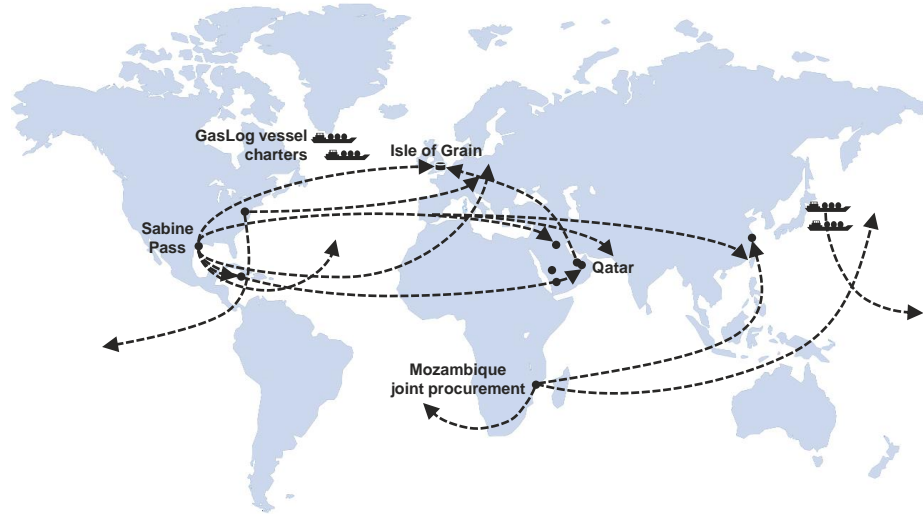 GasLog vessel
charters
Isle of Grain
Sabine
Pass
Qatar
Mozambique
joint procurement